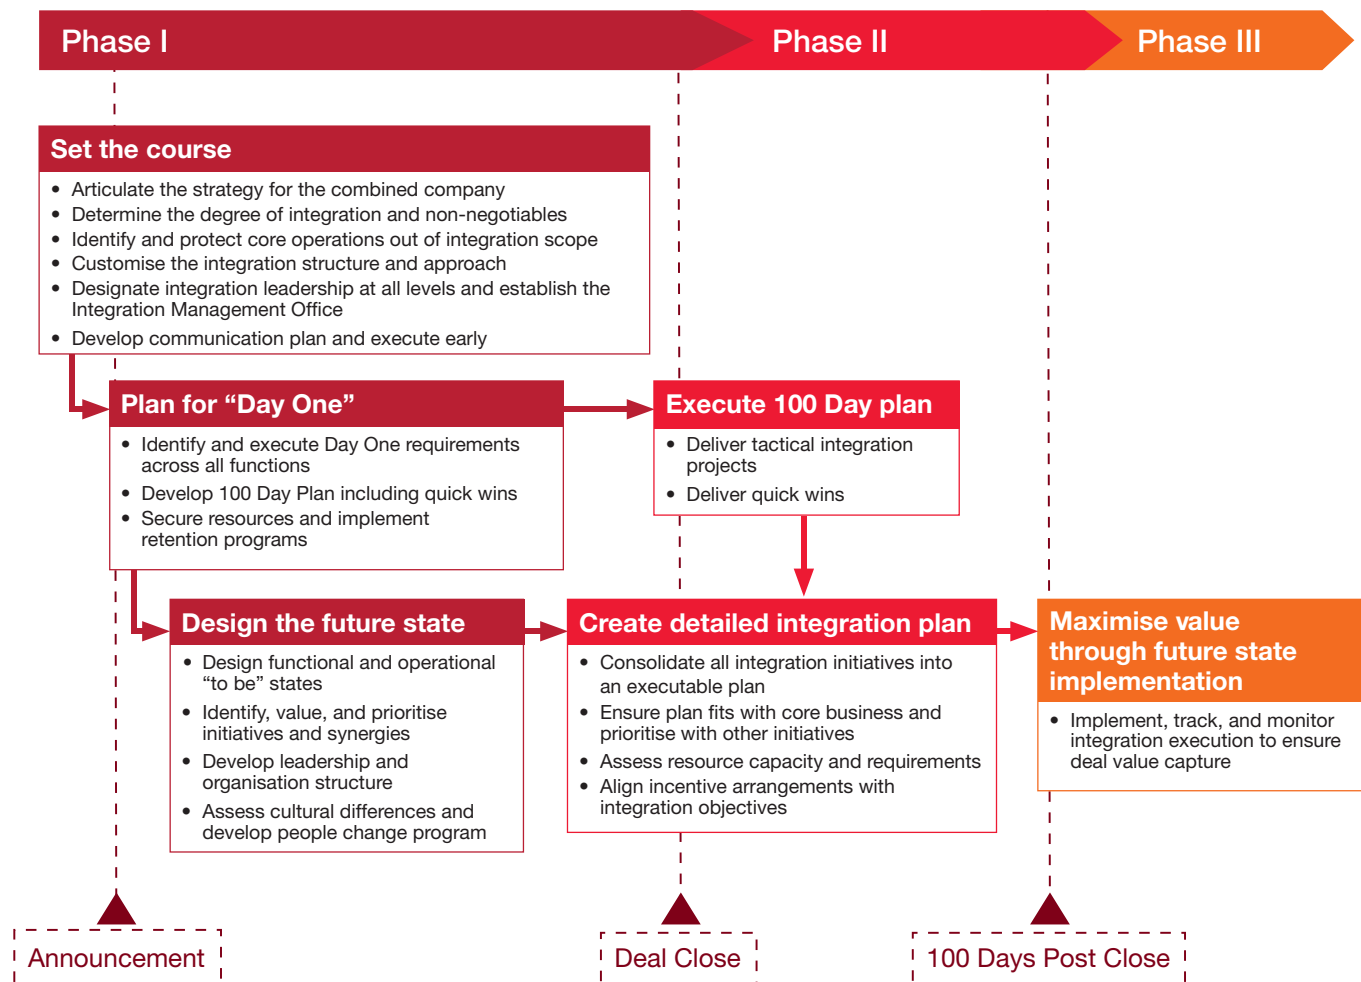 Phase I
Phase II
Phase III
Set the course
• Articulate the strategy for the combined company
• Determine the degree of integration and non-negotiables
• Identify and protect core operations out of integration scope
• Customise the integration structure and approach
• Designate integration leadership at all levels and establish the
Integration Management Office
• Develop communication plan and execute early
Plan for “Day One”
• Identify and execute Day One requirements
across all functions
• Develop 100 Day Plan including quick wins
• Secure resources and implement
retention programs
Execute 100 Day plan
• Deliver tactical integration
projects
• Deliver quick wins
Design the future state
• Design functional and operational
“to be” states
• Identify, value, and prioritise
initiatives and synergies
• Develop leadership and
organisation structure
• Assess cultural differences and
develop people change program
Create detailed integration plan
• Consolidate all integration initiatives into
an executable plan
• Ensure plan fits with core business and
prioritise with other initiatives
• Assess resource capacity and requirements
• Align incentive arrangements with
integration objectives
Maximise value
through future state
implementation
• Implement, track, and monitor
integration execution to ensure
deal value capture
Announcement
Deal Close
100 Days Post Close